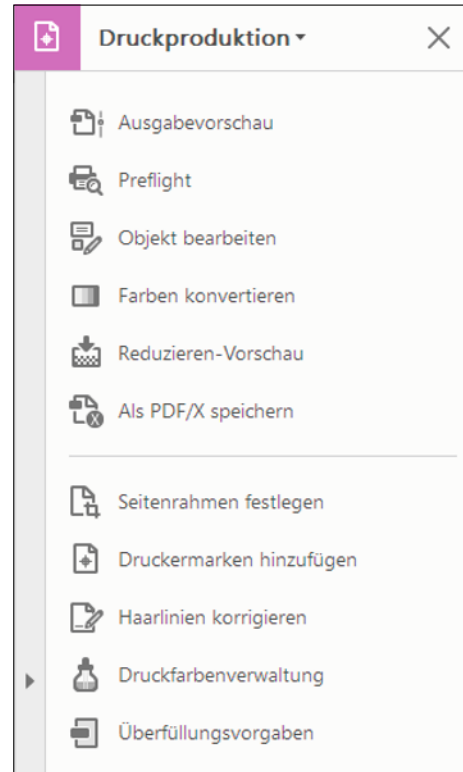 Druckproduktion
Ausgabevorschau
Preflight
Objekt bearbeiten
Farben konvertieren
Reduzieren-Vorschau
Als PDF/X speichern
Seitenrahmen festlegen
Druckermarken hinzufügen
Haarlinien korrigieren
Druckfarbenverwaltung
Überfüllungsvorgaben